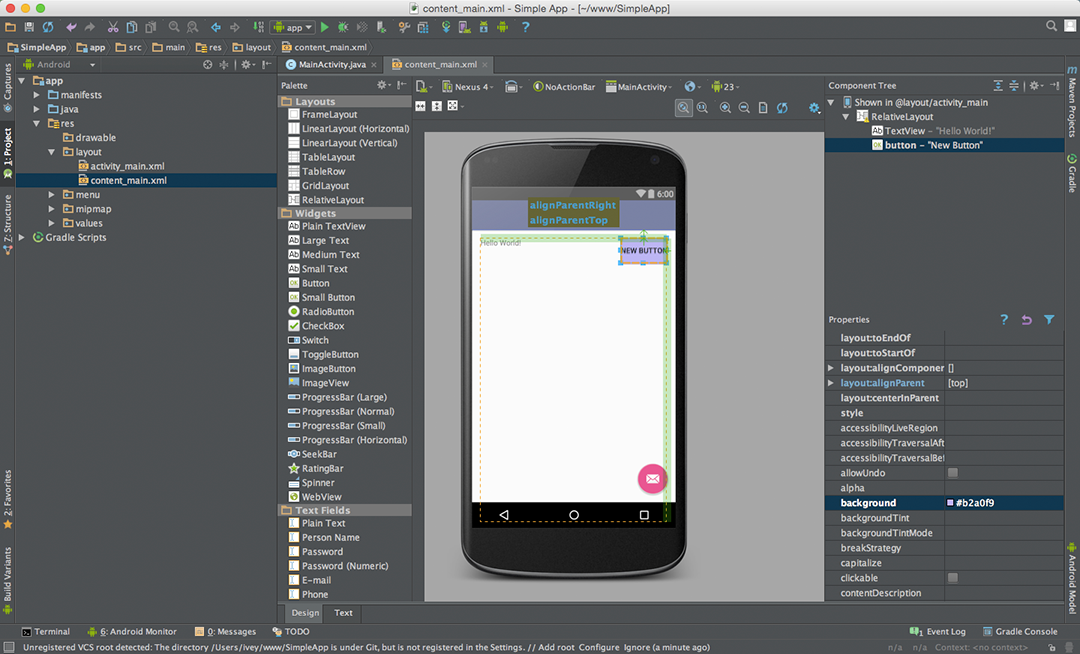 content_main.xml - Simple App - [~/www/SimpleApp]
app
SimpleApp app src main res layout content_main.xml
Captures
1: Project
Z: Structure
2: Favorites
Build Variants
Android
app
manifests
java
res
drawable
layout
activity_main.xml
content_main.xml
menu
mipmap
values
Gradle Scripts
MainActivity.java
content_main.xml
Palette
Layouts
FrameLayout
LinearLayout (Horizontal)
LinearLayout (Vertical)
TableLayout
TableRow
GridLayout
RelativeLayout
Widgets
Plain TextView
Large Text
Medium Text
Small Text
Button
Small Button
RadioButton
CheckBox
Switch
ToggleButton
ImageButton
ImageView
ProgressBar (Large)
ProgressBar (Normal)
ProgressBar (Small)
ProgressBar (Horizontal)
SeekBar
RatingBar
Spinner
WebView
Text Fields
Plain Text
Person Name
Password
Password (Numeric)
E-mail
Phone
Design Text
Nexus 4 NoActionBar MainActivity 23
6:00
alignParentRight
alignParentTop
Hello World!
NEW BUTTON
Component Tree
Shown in @layout/activity_main
RelativeLayout
Ab TextView – "Hello World!"
OK button – "New Button"
Properties
layout:toEndOf
layout:toStartOf
layout:alignComponer []
layout:alignParent [top]
layout:centerInParent
style
accessibilityLiveRegion
accessibilityTraversalAft
accessibilityTraversalBef
allowUndo
alpha
background #b2a0f9
backgroundTint
backgroundTintMode
breakStrategy
capitalize
clickable
contentDescription
Maven Projects
Gradle
Android Model
Terminal 6: Android Monitor 0: Messages TODO Event Log Gradle Console
Unregistered VCS root detected: The directory /Users/ivey/www/SimpleApp is under Git, but is not registered in the Settings. // Add root Configure Ignore (a minute ago) n/a n/a Context: <no context>